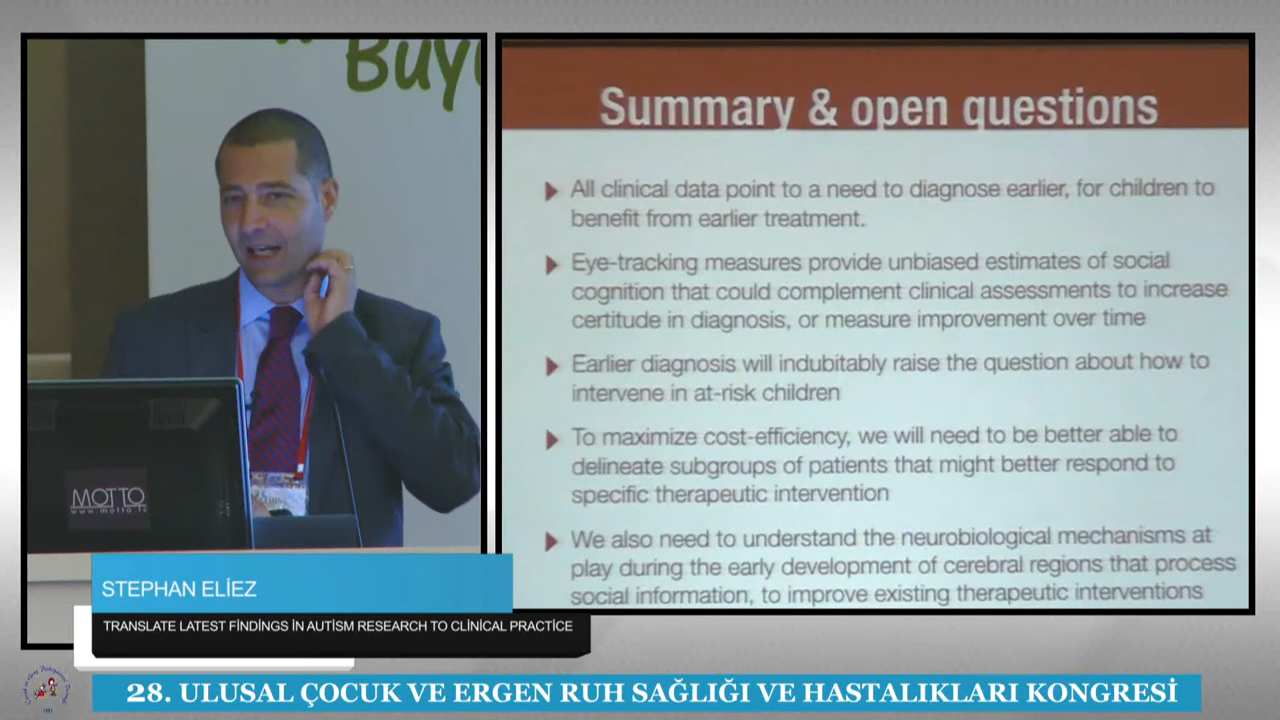 Büyü
Summary & open questions
All clinical data point to a need to diagnose earlier, for children to
benefit from earlier treatment.
Eye-tracking measures provide unbiased estimates of social
cognition that could complement clinical assessments to increase
certitude in diagnosis, or measure improvement over time
Earlier diagnosis will indubitably raise the question about how to
intervene in at-risk children
To maximize cost-efficiency, we will need to be better able to
delineate subgroups of patients that might better respond to
specific therapeutic intervention
We also need to understand the neurobiological mechanisms at
play during the early development of cerebral regions that process
social information, to improve existing therapeutic interventions
MOTTO
STEPHAN ELİEZ
TRANSLATE LATEST FİNDİNGS İN AUTİSM RESEARCH TO CLİNİCAL PRACTİCE
28. ULUSAL ÇOCUK VE ERGEN RUH SAĞLIĞI VE HASTALIKLARI KONGRESİ